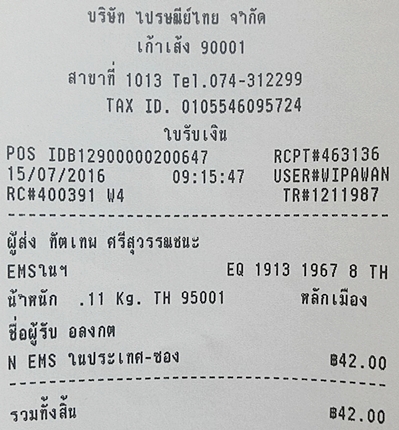 บริษัท ไปรษณีย์ไทย จำกัด
เก้าเส้ง 90001
สาขาที่ 1013 Tel.074-312299
TAX ID. 0105546095724
ใบรับเงิน
POS IDB12900000200647 RCPT#463136
15/07/2016 09:15:47 USER#WIPAWAN
RC#400391 W4 TR#1211987
ผู้ส่ง ทัตเทพ ศรีสุวรรณชนะ
EMSในฯ EQ 1913 1967 8 TH
น้ำหนัก .11 Kg. TH 95001 หลักเมือง
ชื่อผู้รับ อลงกต
N EMS ในประเทศ-ซอง ฿42.00
รวมทั้งสิ้น ฿42.00